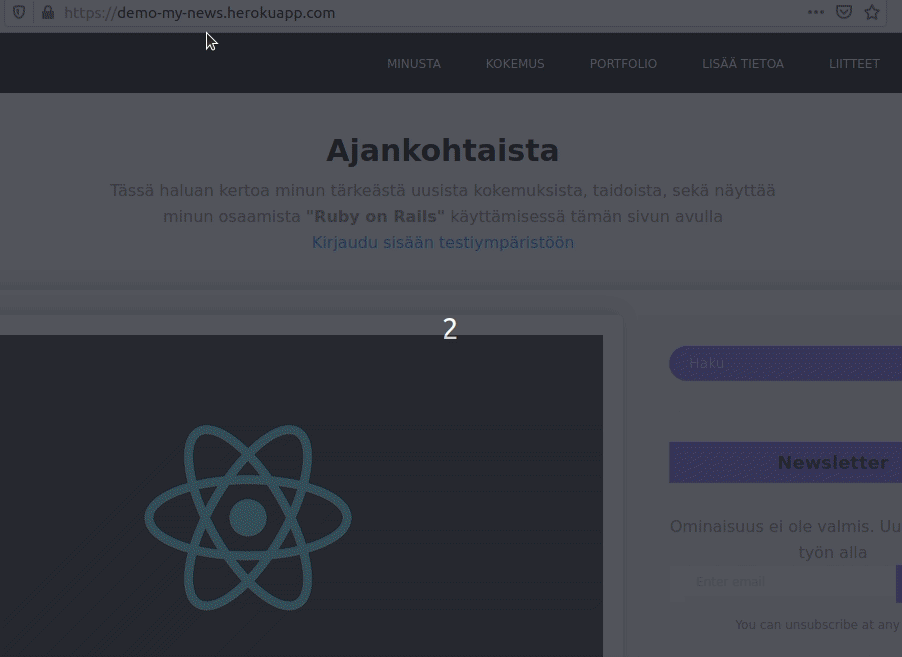 https://demo-my-news.herokuapp.com
MINUSTA KOKEMUS PORTFOLIO LISÄÄ TIETOA LIITTEET
Ajankohtaista
Tässä haluan kertoa minun tärkeästä uusista kokemuksista, taidoista, sekä näyttää
minun osaamista "Ruby on Rails" käyttämisessä tämän sivun avulla
Kirjaudu sisään testiympäristöön
2
Haku
Newsletter
Ominaisuus ei ole valmis. Uu
työn alla
Enter email
You can unsubscribe at any